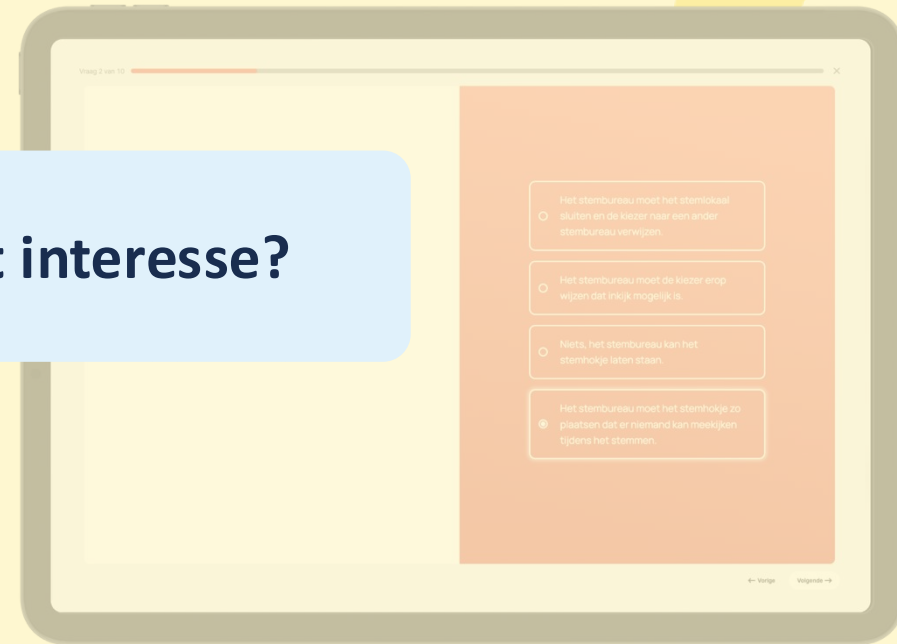 Vraag 2 van 10
t interesse?
Het stembureau moet het stemlokaal
sluiten en de kiezer naar een ander
stembureau verwijzen.
Het stembureau moet de kiezer erop
wijzen dat inkijk mogelijk is.
Niets, het stembureau kan het
stemhokje laten staan.
Het stembureau moet het stemhokje zo
plaatsen dat er niemand kan meekijken
tijdens het stemmen.
← Vorige Volgende →